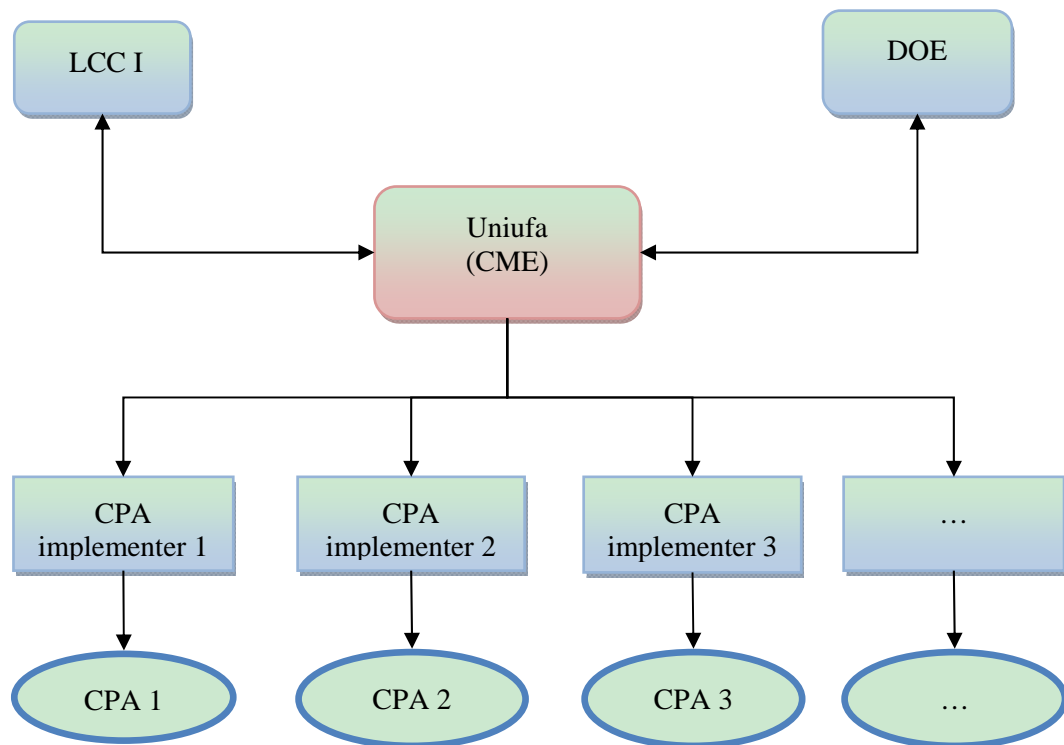 LCC I
DOE
Uniufa
(CME)
CPA
implementer 1
CPA
implementer 2
CPA
implementer 3
…
CPA 1
CPA 2
CPA 3
…